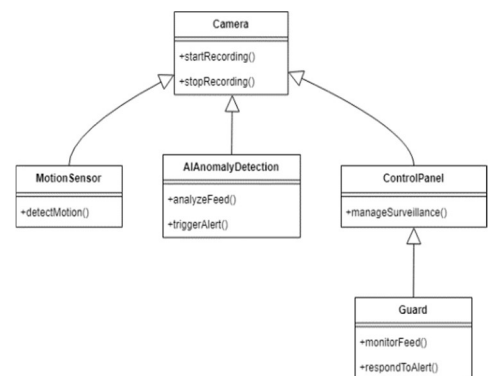 Camera
+startRecording()
+stopRecording()
MotionSensor
+detectMotion()
AIAnomalyDetection
+analyzeFeed()
+triggerAlert()
ControlPanel
+manageSurveillance()
Guard
+monitorFeed()
+respondToAlert()